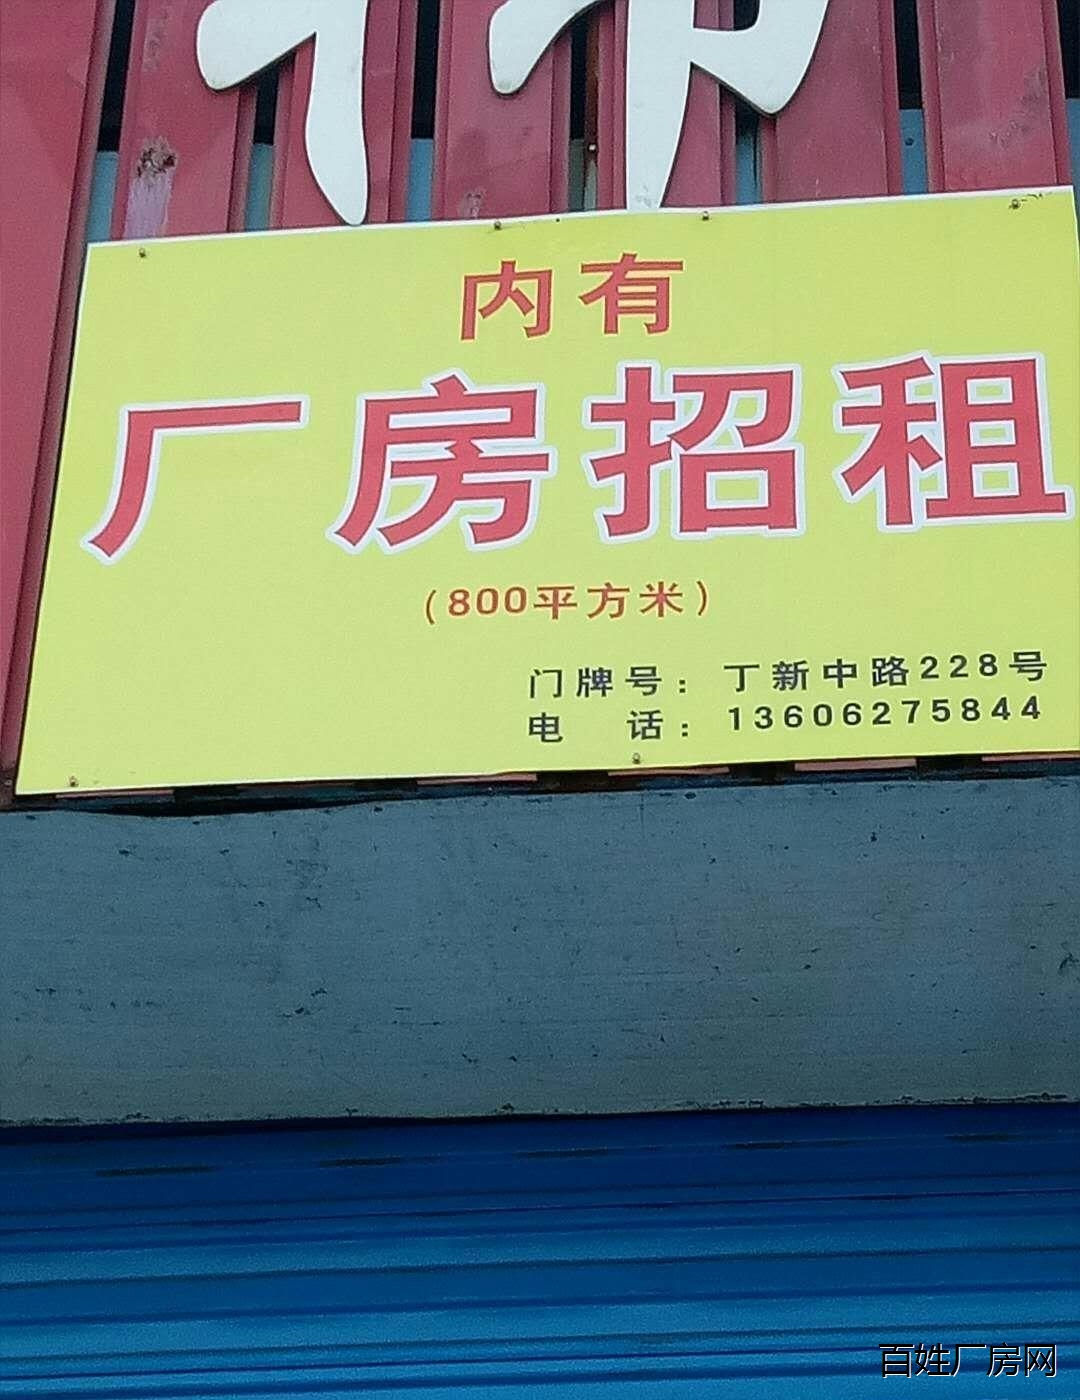 内有
厂房招租
（800平方米）
门牌号：丁新中路228号
电　话：13606275844
百姓厂房网